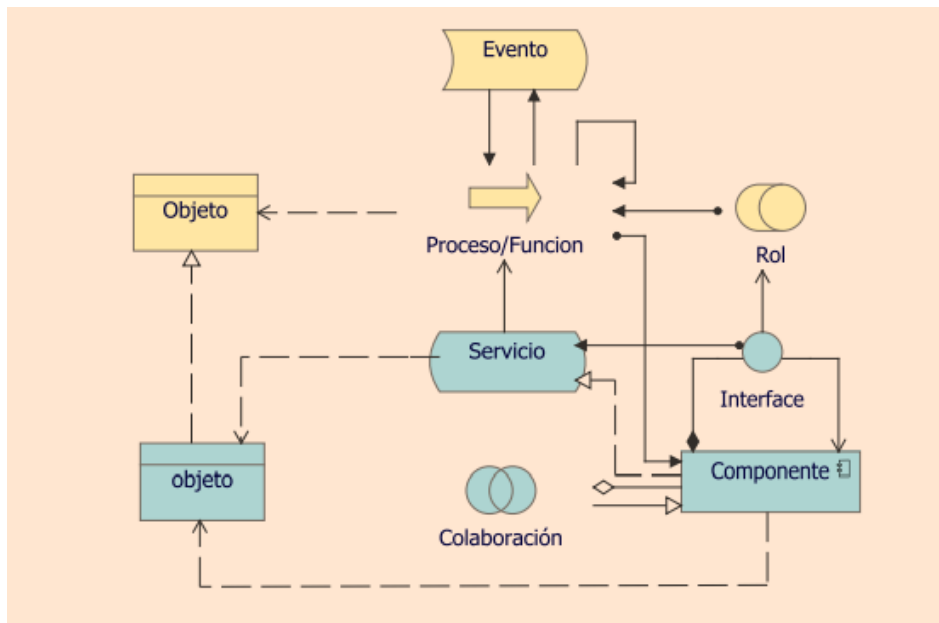 Evento
Objeto
Proceso/Funcion
Rol
Servicio
Interface
objeto
Componente
Colaboración